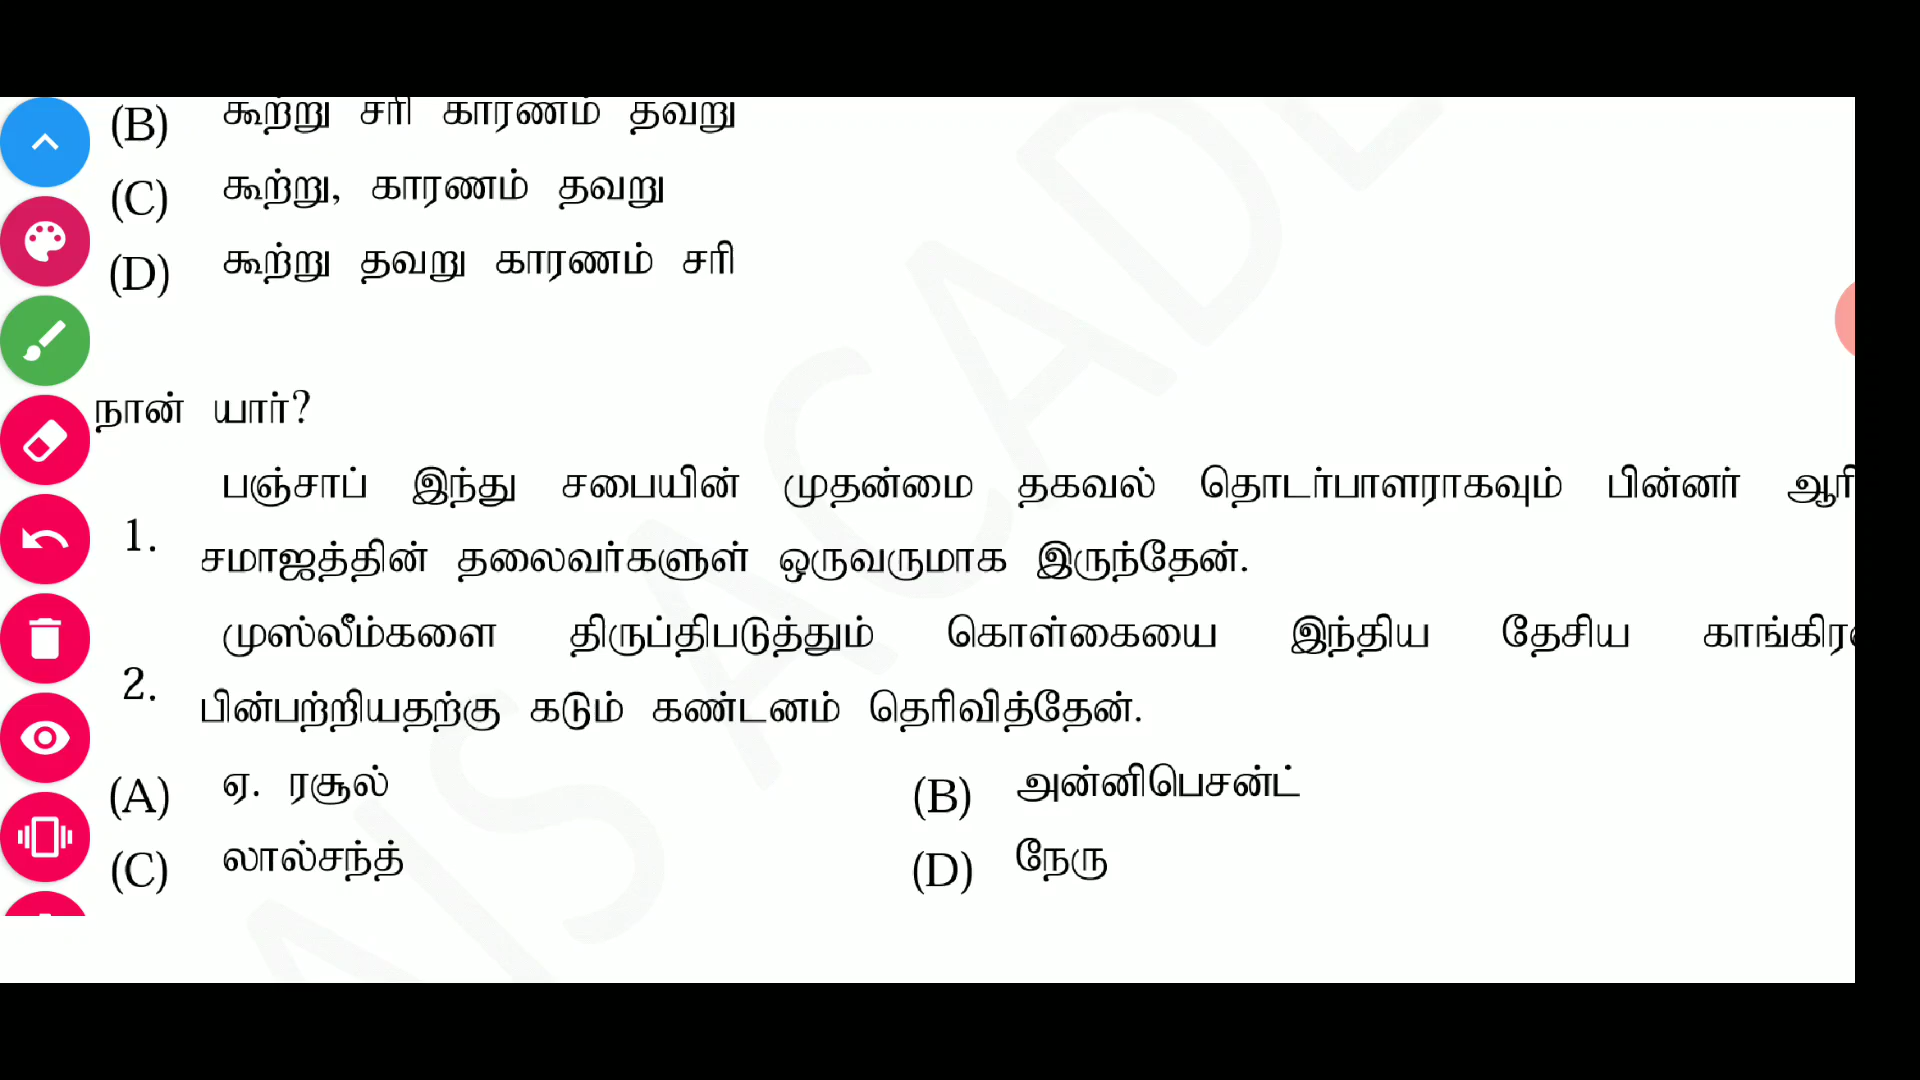 (B) கூற்று சரி காரணம் தவறு
(C) கூற்று, காரணம் தவறு
(D) கூற்று தவறு காரணம் சரி
நான் யார்?
பஞ்சாப் இந்து சபையின் முதன்மை தகவல் தொடர்பாளராகவும் பின்னர்
1. சமாஜத்தின் தலைவர்களுள் ஒருவருமாக இருந்தேன்.
முஸ்லீம்களை திருப்திபடுத்தும் கொள்கையை இந்திய தேசிய
2. பின்பற்றியதற்கு கடும் கண்டனம் தெரிவித்தேன்.
(A) ஏ. ரசூல் (B) அன்னிபெசன்ட்
(C) லால்சந்த் (D) நேரு